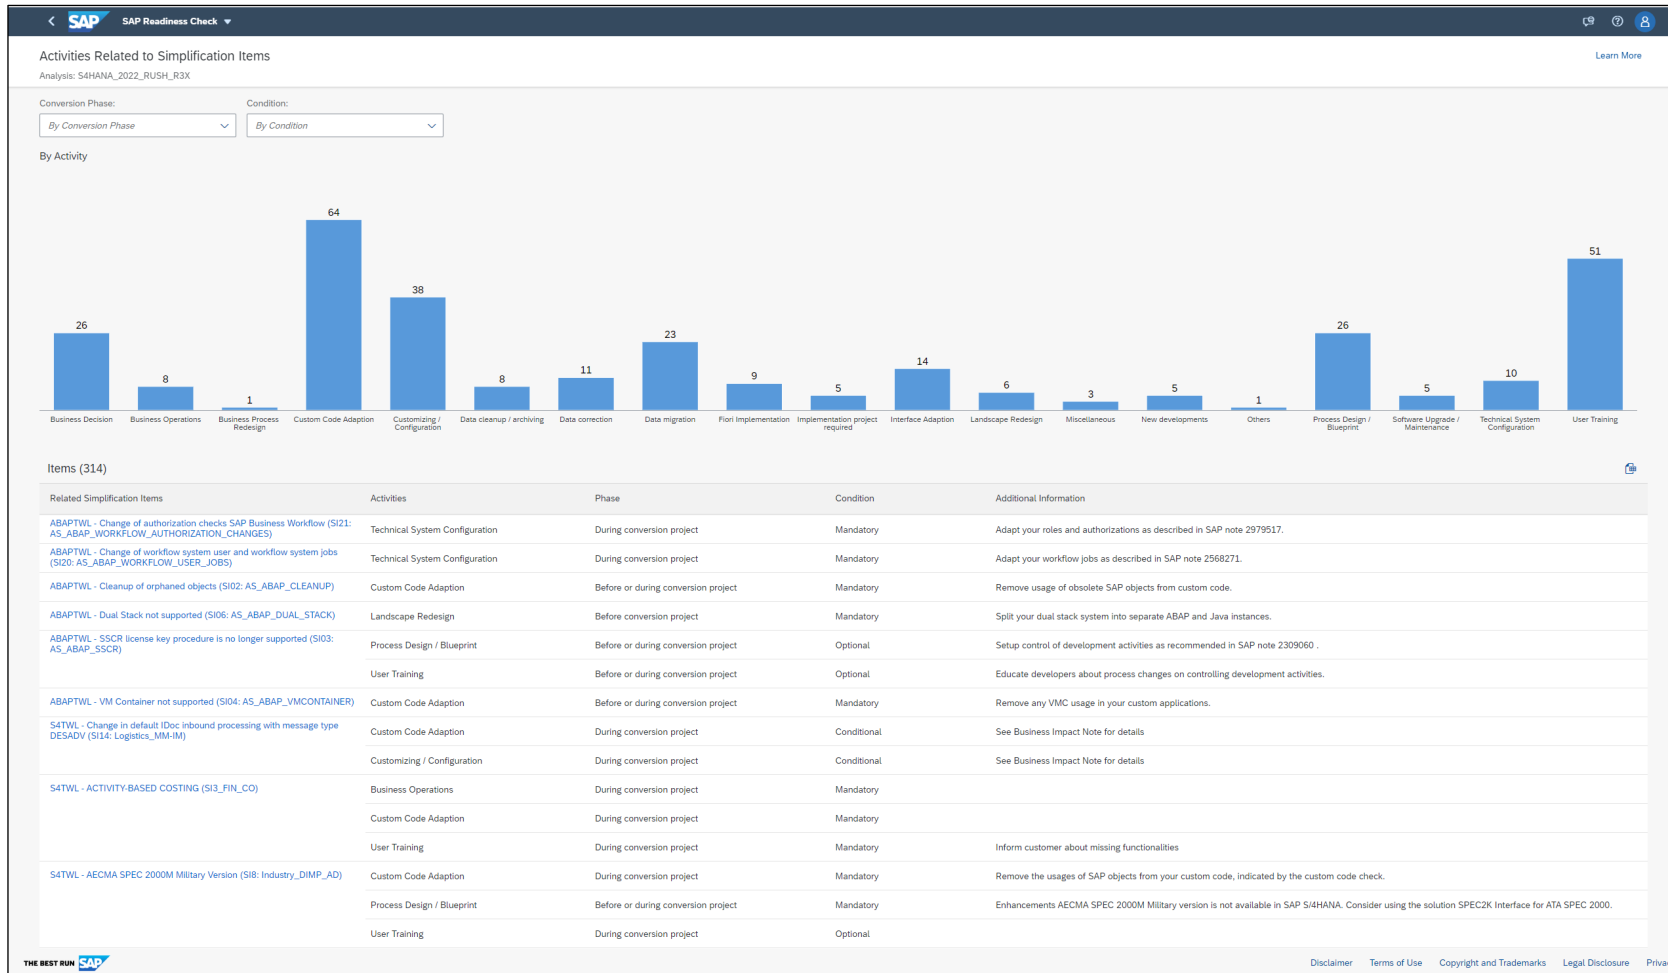 SAP SAP Readiness Check
Activities Related to Simplification Items
Learn More
Analysis: S4HANA_2022_RUSH_R3X
Conversion Phase: Condition:
By Conversion Phase By Condition
By Activity
26 8 1 64 38 8 11 23 9 5 14 6 3 5 1 26 5 10 51
Business Decision
Business Operations
Business Process
Redesign
Custom Code Adaption
Customizing /
Configuration
Data cleanup / archiving
Data correction
Data migration
Fiori Implementation
Implementation project
required
Interface Adaption
Landscape Redesign
Miscellaneous
New developments
Others
Process Design /
Blueprint
Software Upgrade /
Maintenance
Technical System
Configuration
User Training
Items (314)
Related Simplification Items Activities Phase Condition Additional Information
ABAPTWL - Change of authorization checks SAP Business Workflow (SI21:
AS_ABAP_WORKFLOW_AUTHORIZATION_CHANGES)
Technical System Configuration During conversion project Mandatory Adapt your roles and authorizations as described in SAP note 2979517.
ABAPTWL - Change of workflow system user and workflow system jobs
(SI20: AS_ABAP_WORKFLOW_USER_JOBS)
Technical System Configuration During conversion project Mandatory Adapt your workflow jobs as described in SAP note 2568271.
ABAPTWL - Cleanup of orphaned objects (SI02: AS_ABAP_CLEANUP) Custom Code Adaption Before or during conversion project Mandatory Remove usage of obsolete SAP objects from custom code.
ABAPTWL - Dual Stack not supported (SI06: AS_ABAP_DUAL_STACK) Landscape Redesign Before conversion project Mandatory Split your dual stack system into separate ABAP and Java instances.
ABAPTWL - SSCR license key procedure is no longer supported (SI03:
AS_ABAP_SSCR)
Process Design / Blueprint Before or during conversion project Optional Setup control of development activities as recommended in SAP note 2309060 .
User Training Before or during conversion project Optional Educate developers about process changes on controlling development activities.
ABAPTWL - VM Container not supported (SI04: AS_ABAP_VMCONTAINER) Custom Code Adaption Before or during conversion project Mandatory Remove any VMC usage in your custom applications.
S4TWL - Change in default IDoc inbound processing with message type
DESADV (SI14: Logistics_MM-IM)
Custom Code Adaption During conversion project Conditional See Business Impact Note for details
Customizing / Configuration During conversion project Conditional See Business Impact Note for details
S4TWL - ACTIVITY-BASED COSTING (SI3_FIN_CO) Business Operations During conversion project Mandatory
Custom Code Adaption During conversion project Mandatory
User Training During conversion project Mandatory Inform customer about missing functionalities
S4TWL - AECMA SPEC 2000M Military Version (SI8: Industry_DIMP_AD) Custom Code Adaption During conversion project Mandatory Remove the usages of SAP objects from your custom code, indicated by the custom code check.
Process Design / Blueprint Before or during conversion project Mandatory Enhancements AECMA SPEC 2000M Military version is not available in SAP S/4HANA. Consider using the solution SPEC2K Interface for ATA SPEC 2000.
User Training During conversion project Optional
THE BEST RUN SAP Disclaimer Terms of Use Copyright and Trademarks Legal Disclosure Priva